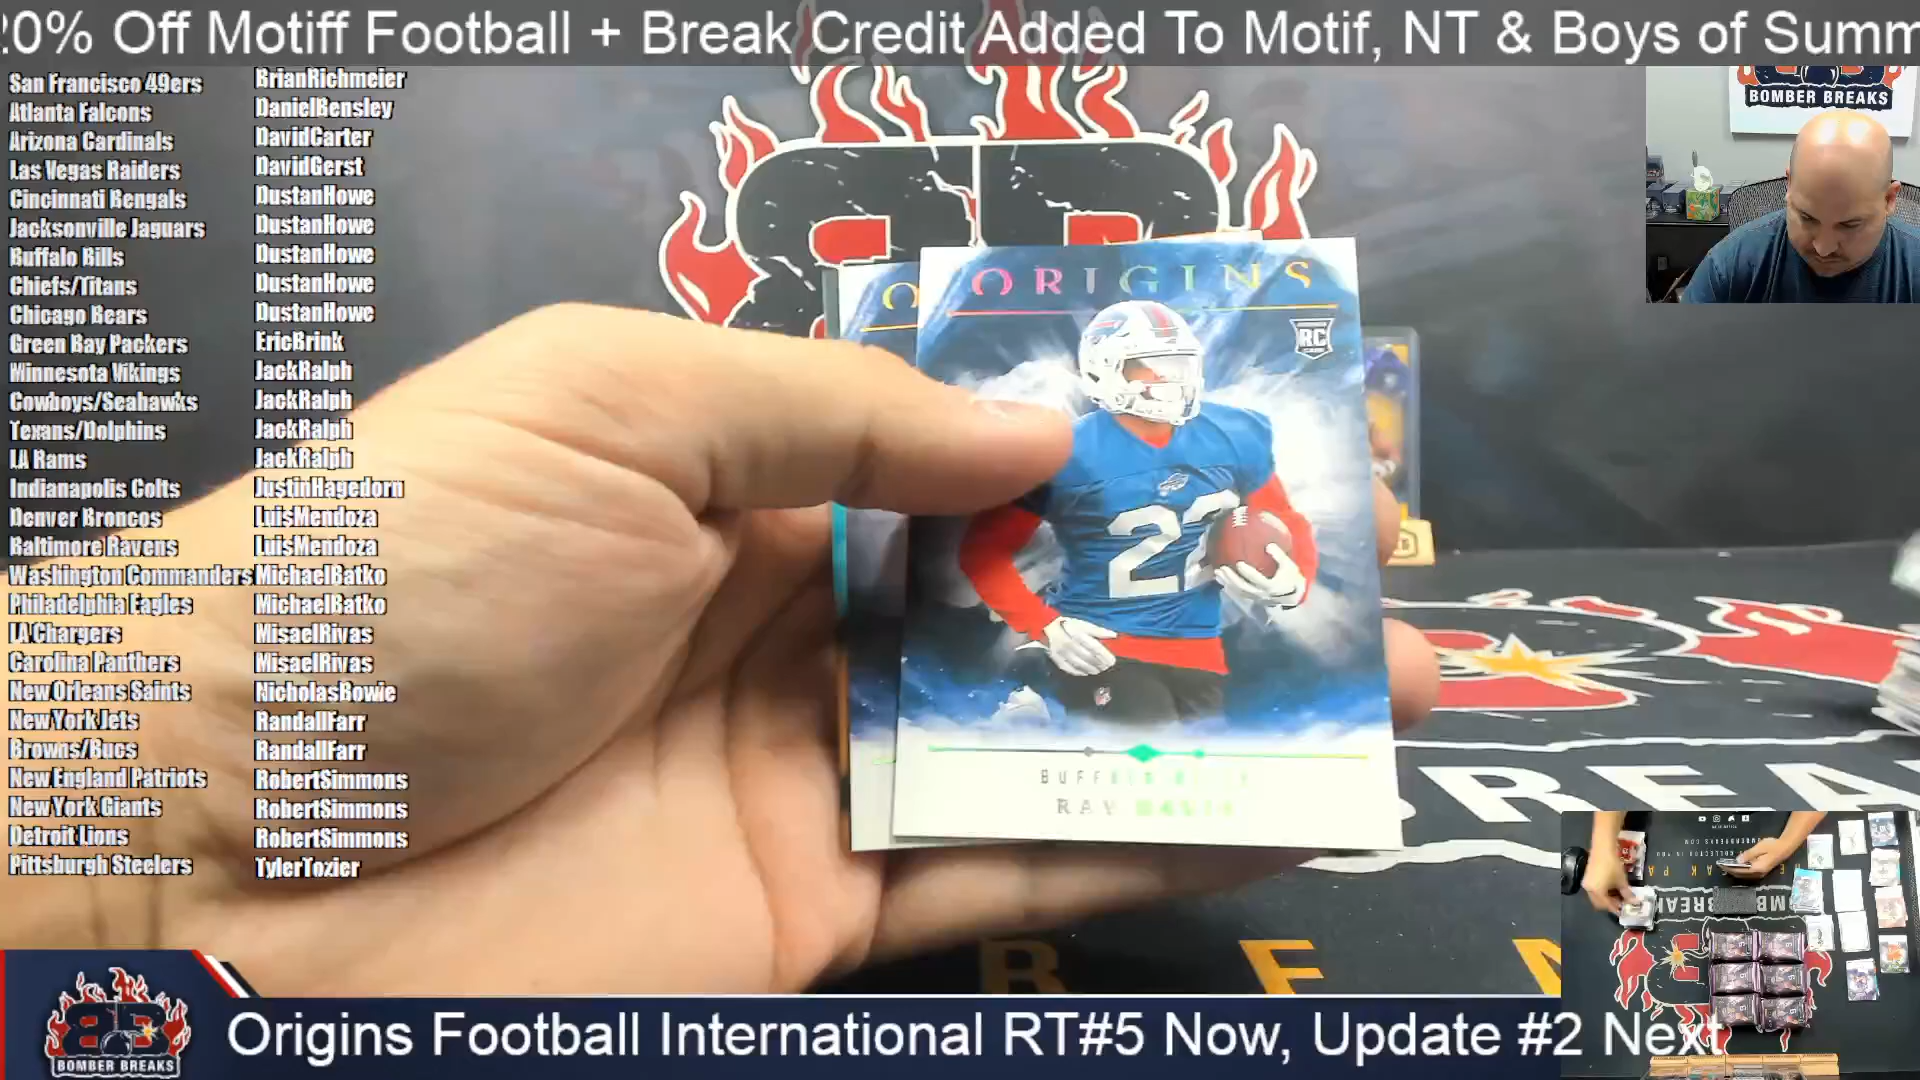 20% Off Motiff Football + Break Credit Added To Motif, NT & Boys of Summ
San Francisco 49ers BrianRichmeier
Atlanta Falcons DanielBensley
Arizona Cardinals DavidCarter
Las Vegas Raiders DavidGerst
Cincinnati Bengals DustanHowe
Jacksonville Jaguars DustanHowe
Buffalo Bills DustanHowe
Chiefs/Titans DustanHowe
Chicago Bears DustanHowe
Green Bay Packers EricBrink
Minnesota Vikings JackRalph
Cowboys/Seahawks JackRalph
Texans/Dolphins JackRalph
LA Rams JackRalph
Indianapolis Colts JustinHagedorn
Denver Broncos LuisMendoza
Baltimore Ravens LuisMendoza
Washington Commanders MichaelBatko
Philadelphia Eagles MichaelBatko
LA Chargers MisaelRivas
Carolina Panthers MisaelRivas
New Orleans Saints NicholasBowie
New York Jets RandallFarr
Browns/Bucs RandallFarr
New England Patriots RobertSimmons
New York Giants RobertSimmons
Detroit Lions RobertSimmons
Pittsburgh Steelers TylerTozier
BOMBER BREAKS
ORIGINS
RC
22
BREA
BOMBER BREAKS
Origins Football International RT#5 Now, Update #2 Next